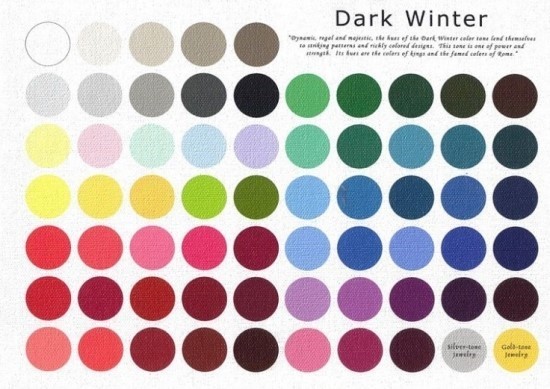 Dark Winter
"Dynamic, regal and majestic, the hues of the Dark Winter color tone lend themselves
to striking patterns and richly colored designs. This tone is one of power and
strength. Its hues are the colors of kings and the famed colors of Rome."
Silver-tone
Jewelry
Gold-tone
Jewelry